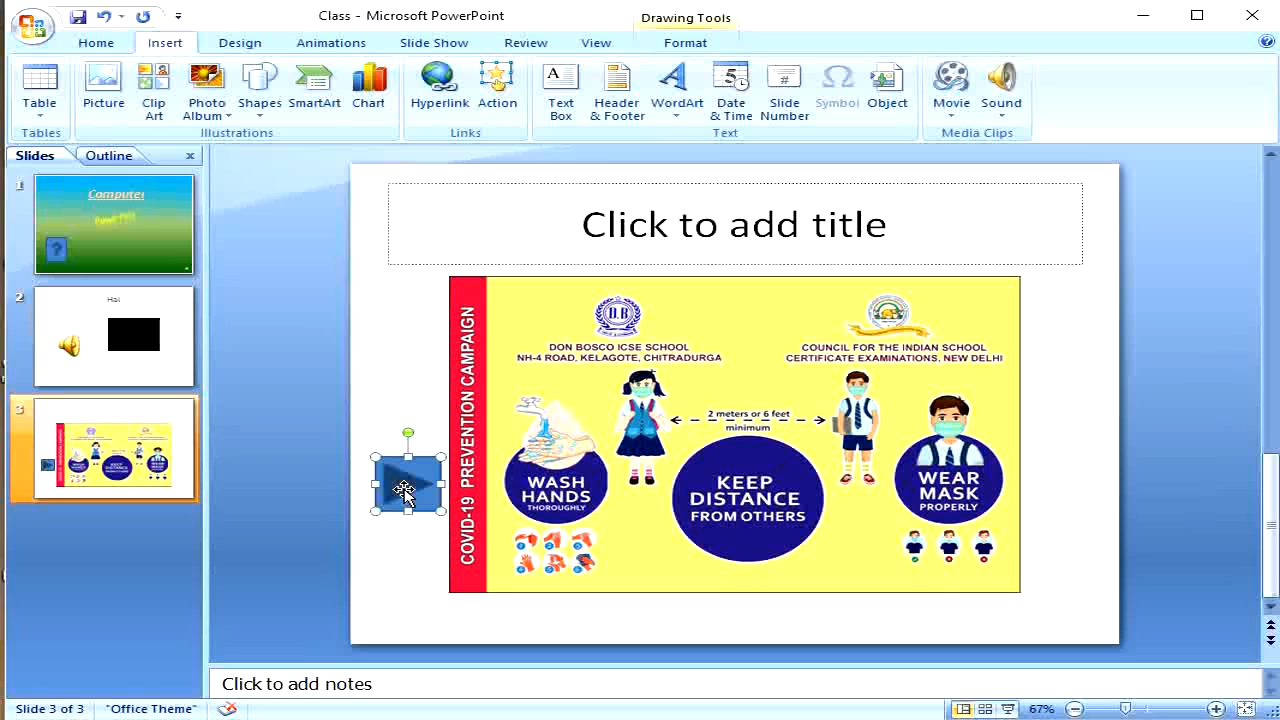 Class - Microsoft PowerPoint
Drawing Tools
Home Insert Design Animations Slide Show Review View Format
Table
Picture
Clip Art
Photo Album
Shapes
SmartArt
Chart
Hyperlink
Action
Text Box
Header & Footer
WordArt
Date & Time
Slide Number
Symbol
Object
Movie
Sound
Tables
Illustrations
Links
Text
Media Clips
Slides Outline
1
Computer
PowerPoint
?
2
Hai
3
Click to add title
COVID-19 PREVENTION CAMPAIGN
D.B
DON BOSCO ICSE SCHOOL
NH-4 ROAD, KELAGOTE, CHITRADURGA
COUNCIL FOR THE INDIAN SCHOOL
CERTIFICATE EXAMINATIONS, NEW DELHI
2 meters or 6 feet
minimum
WASH
HANDS
THOROUGHLY
KEEP
DISTANCE
FROM OTHERS
WEAR
MASK
PROPERLY
Click to add notes
Slide 3 of 3
"Office Theme"
67%